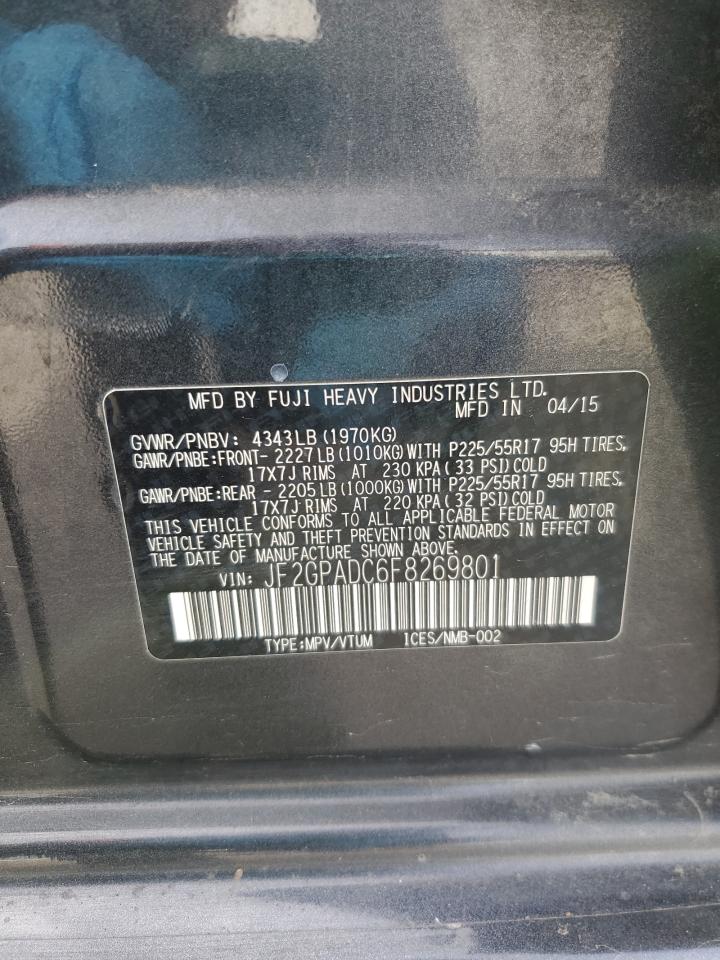 MFD BY FUJI HEAVY INDUSTRIES LTD.
MFD IN 04/15
GVWR/PNBV: 4343LB (1970KG)
GAWR/PNBE:FRONT- 2227LB (1010KG) WITH P225/55R17 95H TIRES,
17X7J RIMS AT 230 KPA (33 PSI) COLD
GAWR/PNBE:REAR - 2205LB (1000KG) WITH P225/55R17 95H TIRES,
17X7J RIMS AT 220 KPA (32 PSI) COLD
THIS VEHICLE CONFORMS TO ALL APPLICABLE FEDERAL MOTOR
VEHICLE SAFETY AND THEFT PREVENTION STANDARDS IN EFFECT ON
THE DATE OF MANUFACTURE SHOWN ABOVE.
VIN: JF2GPADC6F8269801
TYPE:MPV/VTUM ICES/NMB-002